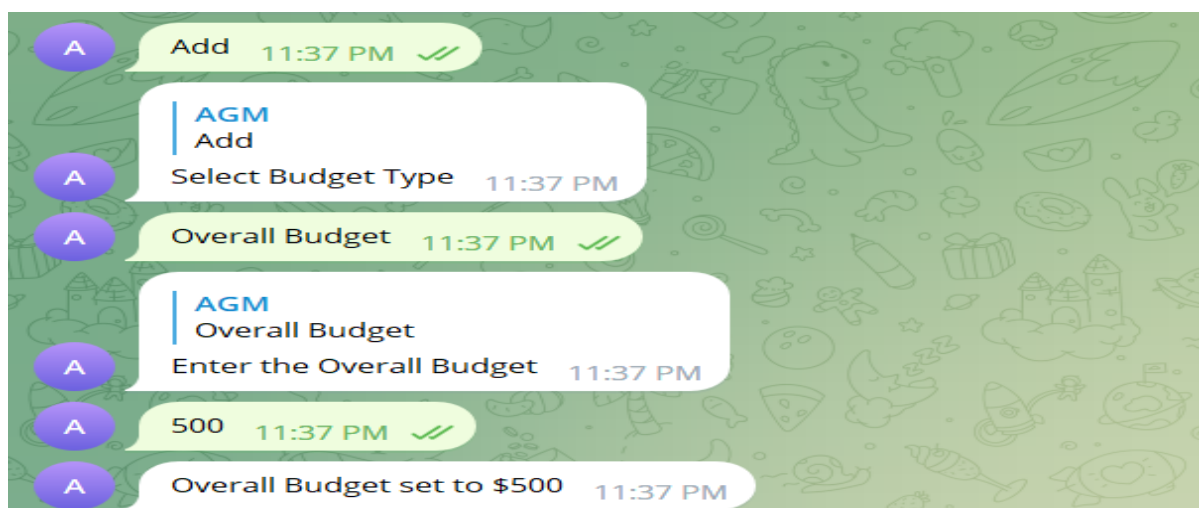 A
Add 11:37 PM
AGM
Add
A
Select Budget Type 11:37 PM
A
Overall Budget 11:37 PM
AGM
Overall Budget
A
Enter the Overall Budget 11:37 PM
A
500 11:37 PM
A
Overall Budget set to $500 11:37 PM